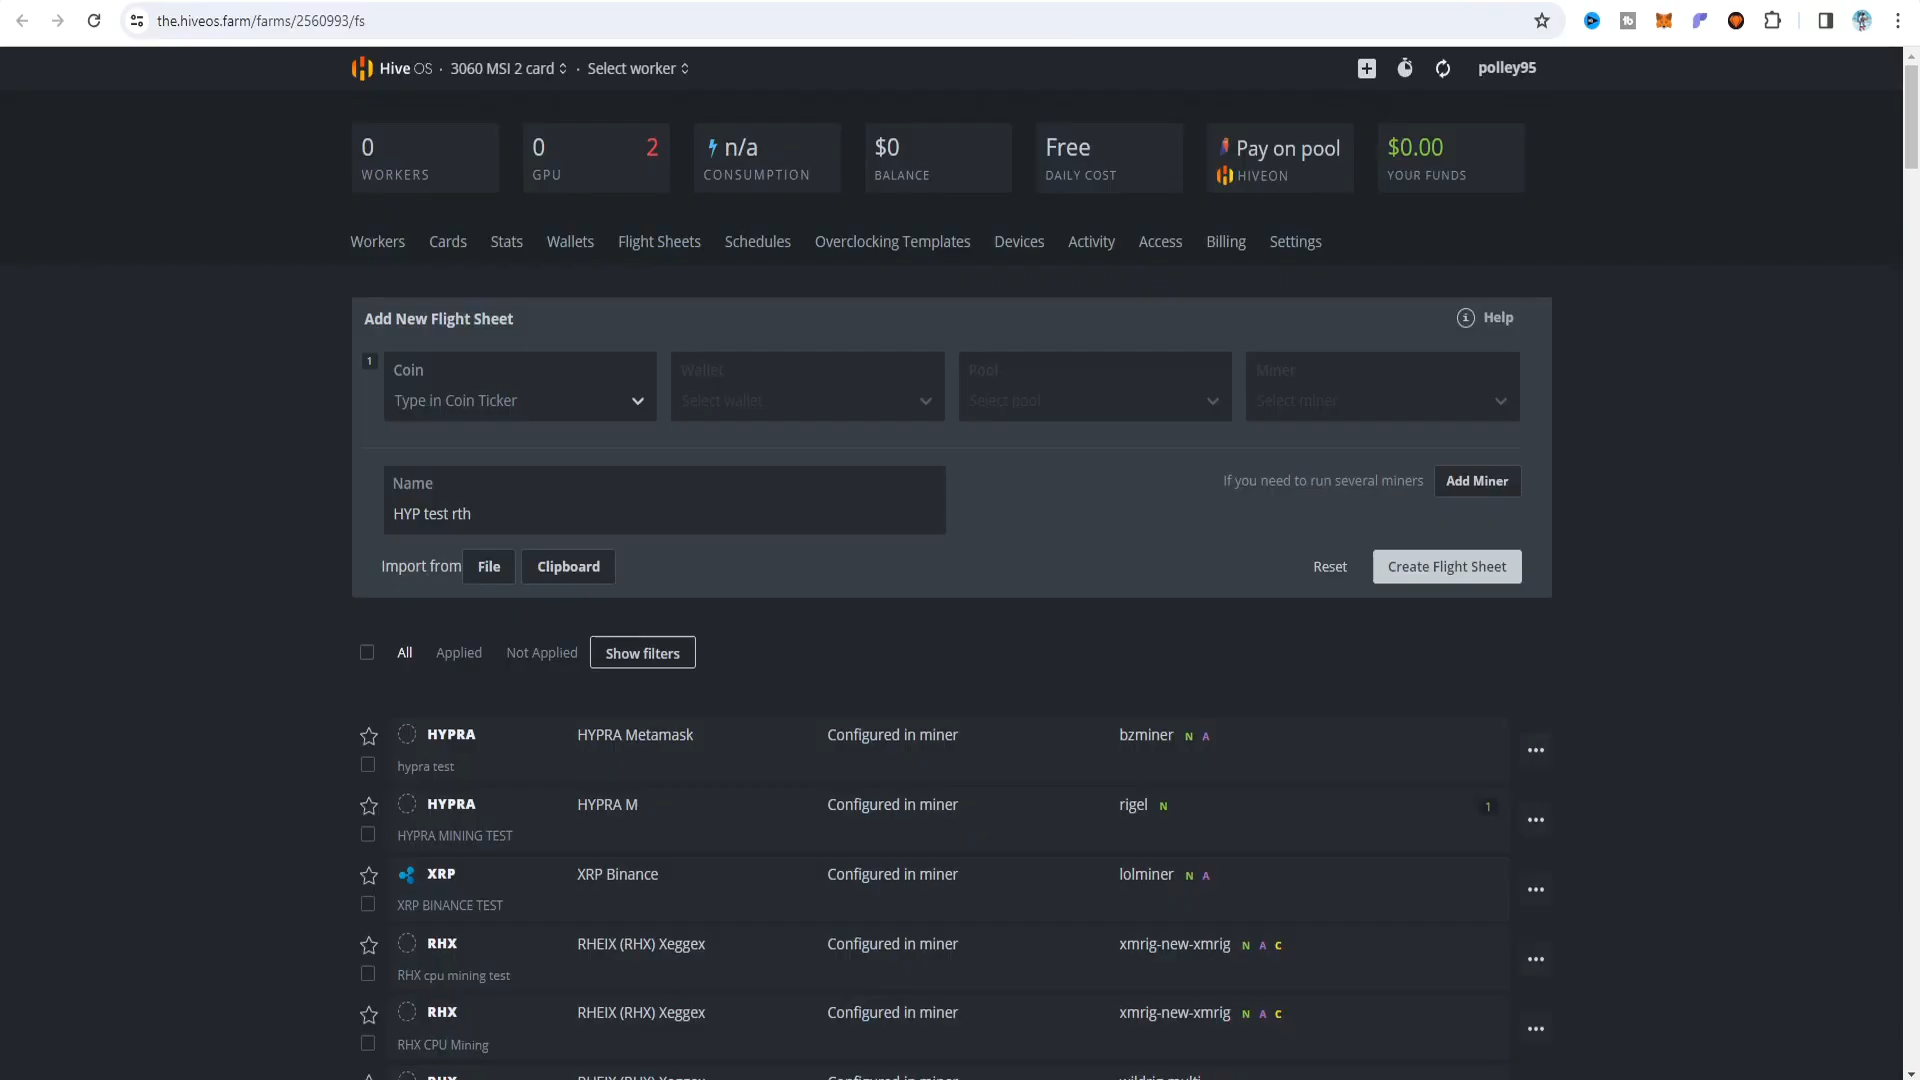 the.hiveos.farm/farms/2560993/fs
Hive OS · 3060 MSI 2 card · Select worker
polley95
0 WORKERS
0 2 GPU
n/a CONSUMPTION
$0 BALANCE
Free DAILY COST
Pay on pool HIVEON
$0.00 YOUR FUNDS
Workers Cards Stats Wallets Flight Sheets Schedules Overclocking Templates Devices Activity Access Billing Settings
Add New Flight Sheet
Help
1
Coin Wallet Pool Miner
Type in Coin Ticker Select wallet Select pool Select miner
Name
HYP test rth
If you need to run several miners Add Miner
Import from File Clipboard Reset Create Flight Sheet
All Applied Not Applied Show filters
HYPRA HYPRA Metamask Configured in miner bzminer N A
hypra test
HYPRA HYPRA M Configured in miner rigel N 1
HYPRA MINING TEST
XRP XRP Binance Configured in miner lolminer N A
XRP BINANCE TEST
RHX RHEIX (RHX) Xeggex Configured in miner xmrig-new-xmrig N A C
RHX cpu mining test
RHX RHEIX (RHX) Xeggex Configured in miner xmrig-new-xmrig N A C
RHX CPU Mining
RHX RHEIX (RHX) Xeggex Configured in miner wildrig-multi